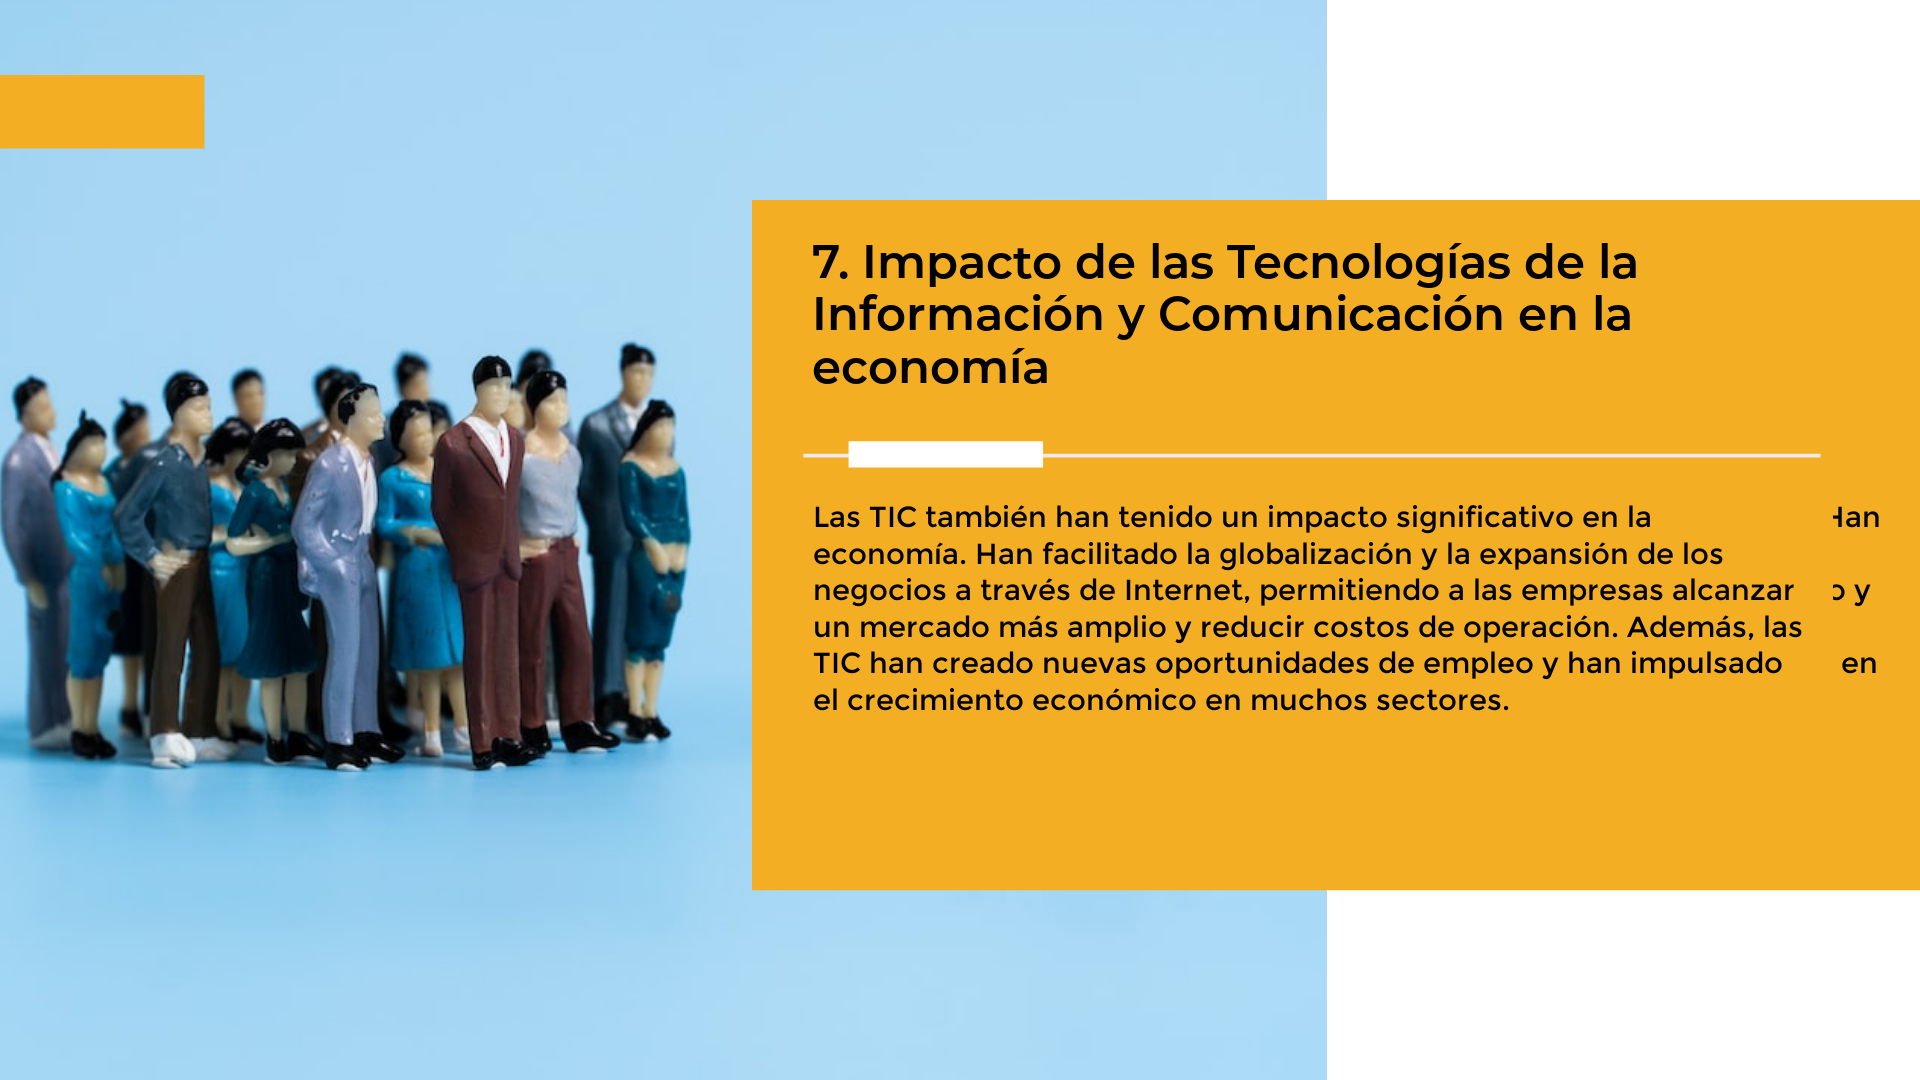 7. Impacto de las Tecnologías de la
Información y Comunicación en la
economía
Las TIC también han tenido un impacto significativo en la
economía. Han facilitado la globalización y la expansión de los
negocios a través de Internet, permitiendo a las empresas alcanzar
un mercado más amplio y reducir costos de operación. Además, las
TIC han creado nuevas oportunidades de empleo y han impulsado
el crecimiento económico en muchos sectores.
Han
o y
en